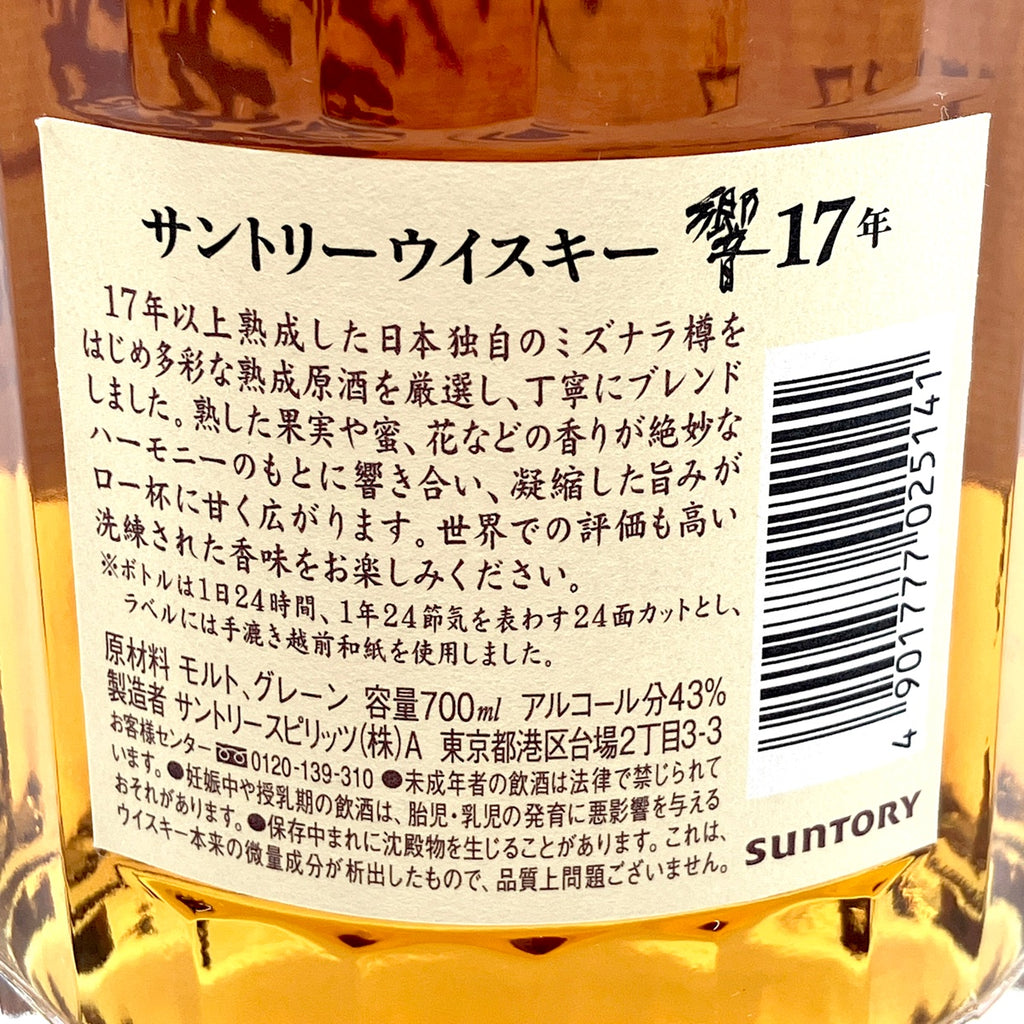 サントリーウイスキー 響 17年
17年以上熟成した日本独自のミズナラ樽を
はじめ多彩な熟成原酒を厳選し、丁寧にブレンド
しました。熟した果実や蜜、花などの香りが絶妙な
ハーモニーのもとに響き合い、凝縮した旨みが
口一杯に甘く広がります。世界での評価も高い
洗練された香味をお楽しみください。
※ボトルは1日24時間、1年24節気を表わす24面カットとし、
ラベルには手漉き越前和紙を使用しました。
原材料 モルト、グレーン 容量700ml アルコール分43%
製造者 サントリースピリッツ(株)A 東京都港区台場2丁目3-3
お客様センター 0120-139-310 ●未成年者の飲酒は法律で禁じられて
います。●妊娠中や授乳期の飲酒は、胎児・乳児の発育に悪影響を与える
おそれがあります。●保存中まれに沈殿物を生じることがあります。これは、
ウイスキー本来の微量成分が析出したもので、品質上問題ございません。
4 901777 025141
SUNTORY